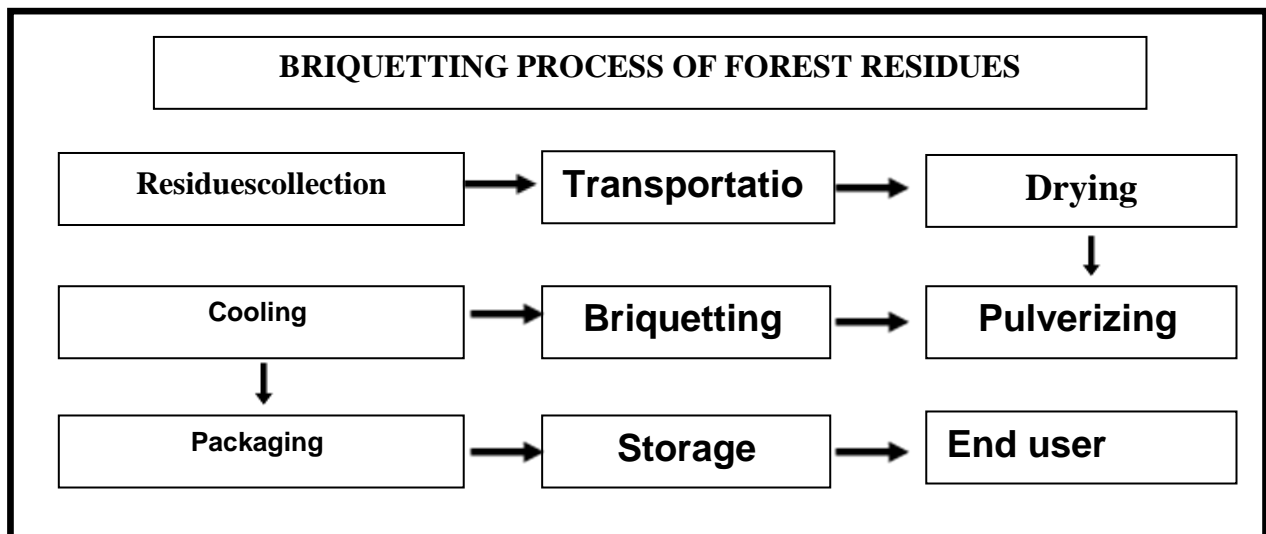 BRIQUETTING PROCESS OF FOREST RESIDUES
Residuescollection
Transportatio
Drying
Cooling
Briquetting
Pulverizing
Packaging
Storage
End user